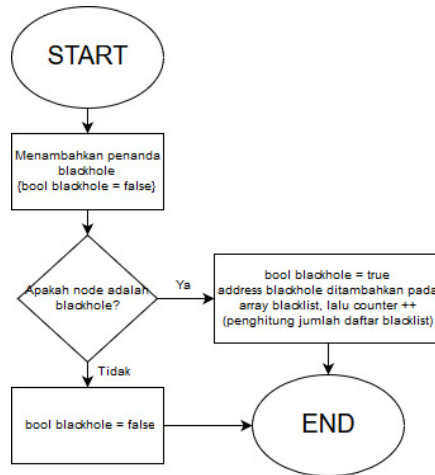 START
Menambahkan penanda
blackhole
{bool blackhole = false}
Apakah node adalah
blackhole?
Ya
bool blackhole = true
address blackhole ditambahkan pada
array blacklist, lalu counter ++
(penghitung jumlah daftar blacklist)
Tidak
bool blackhole = false
END